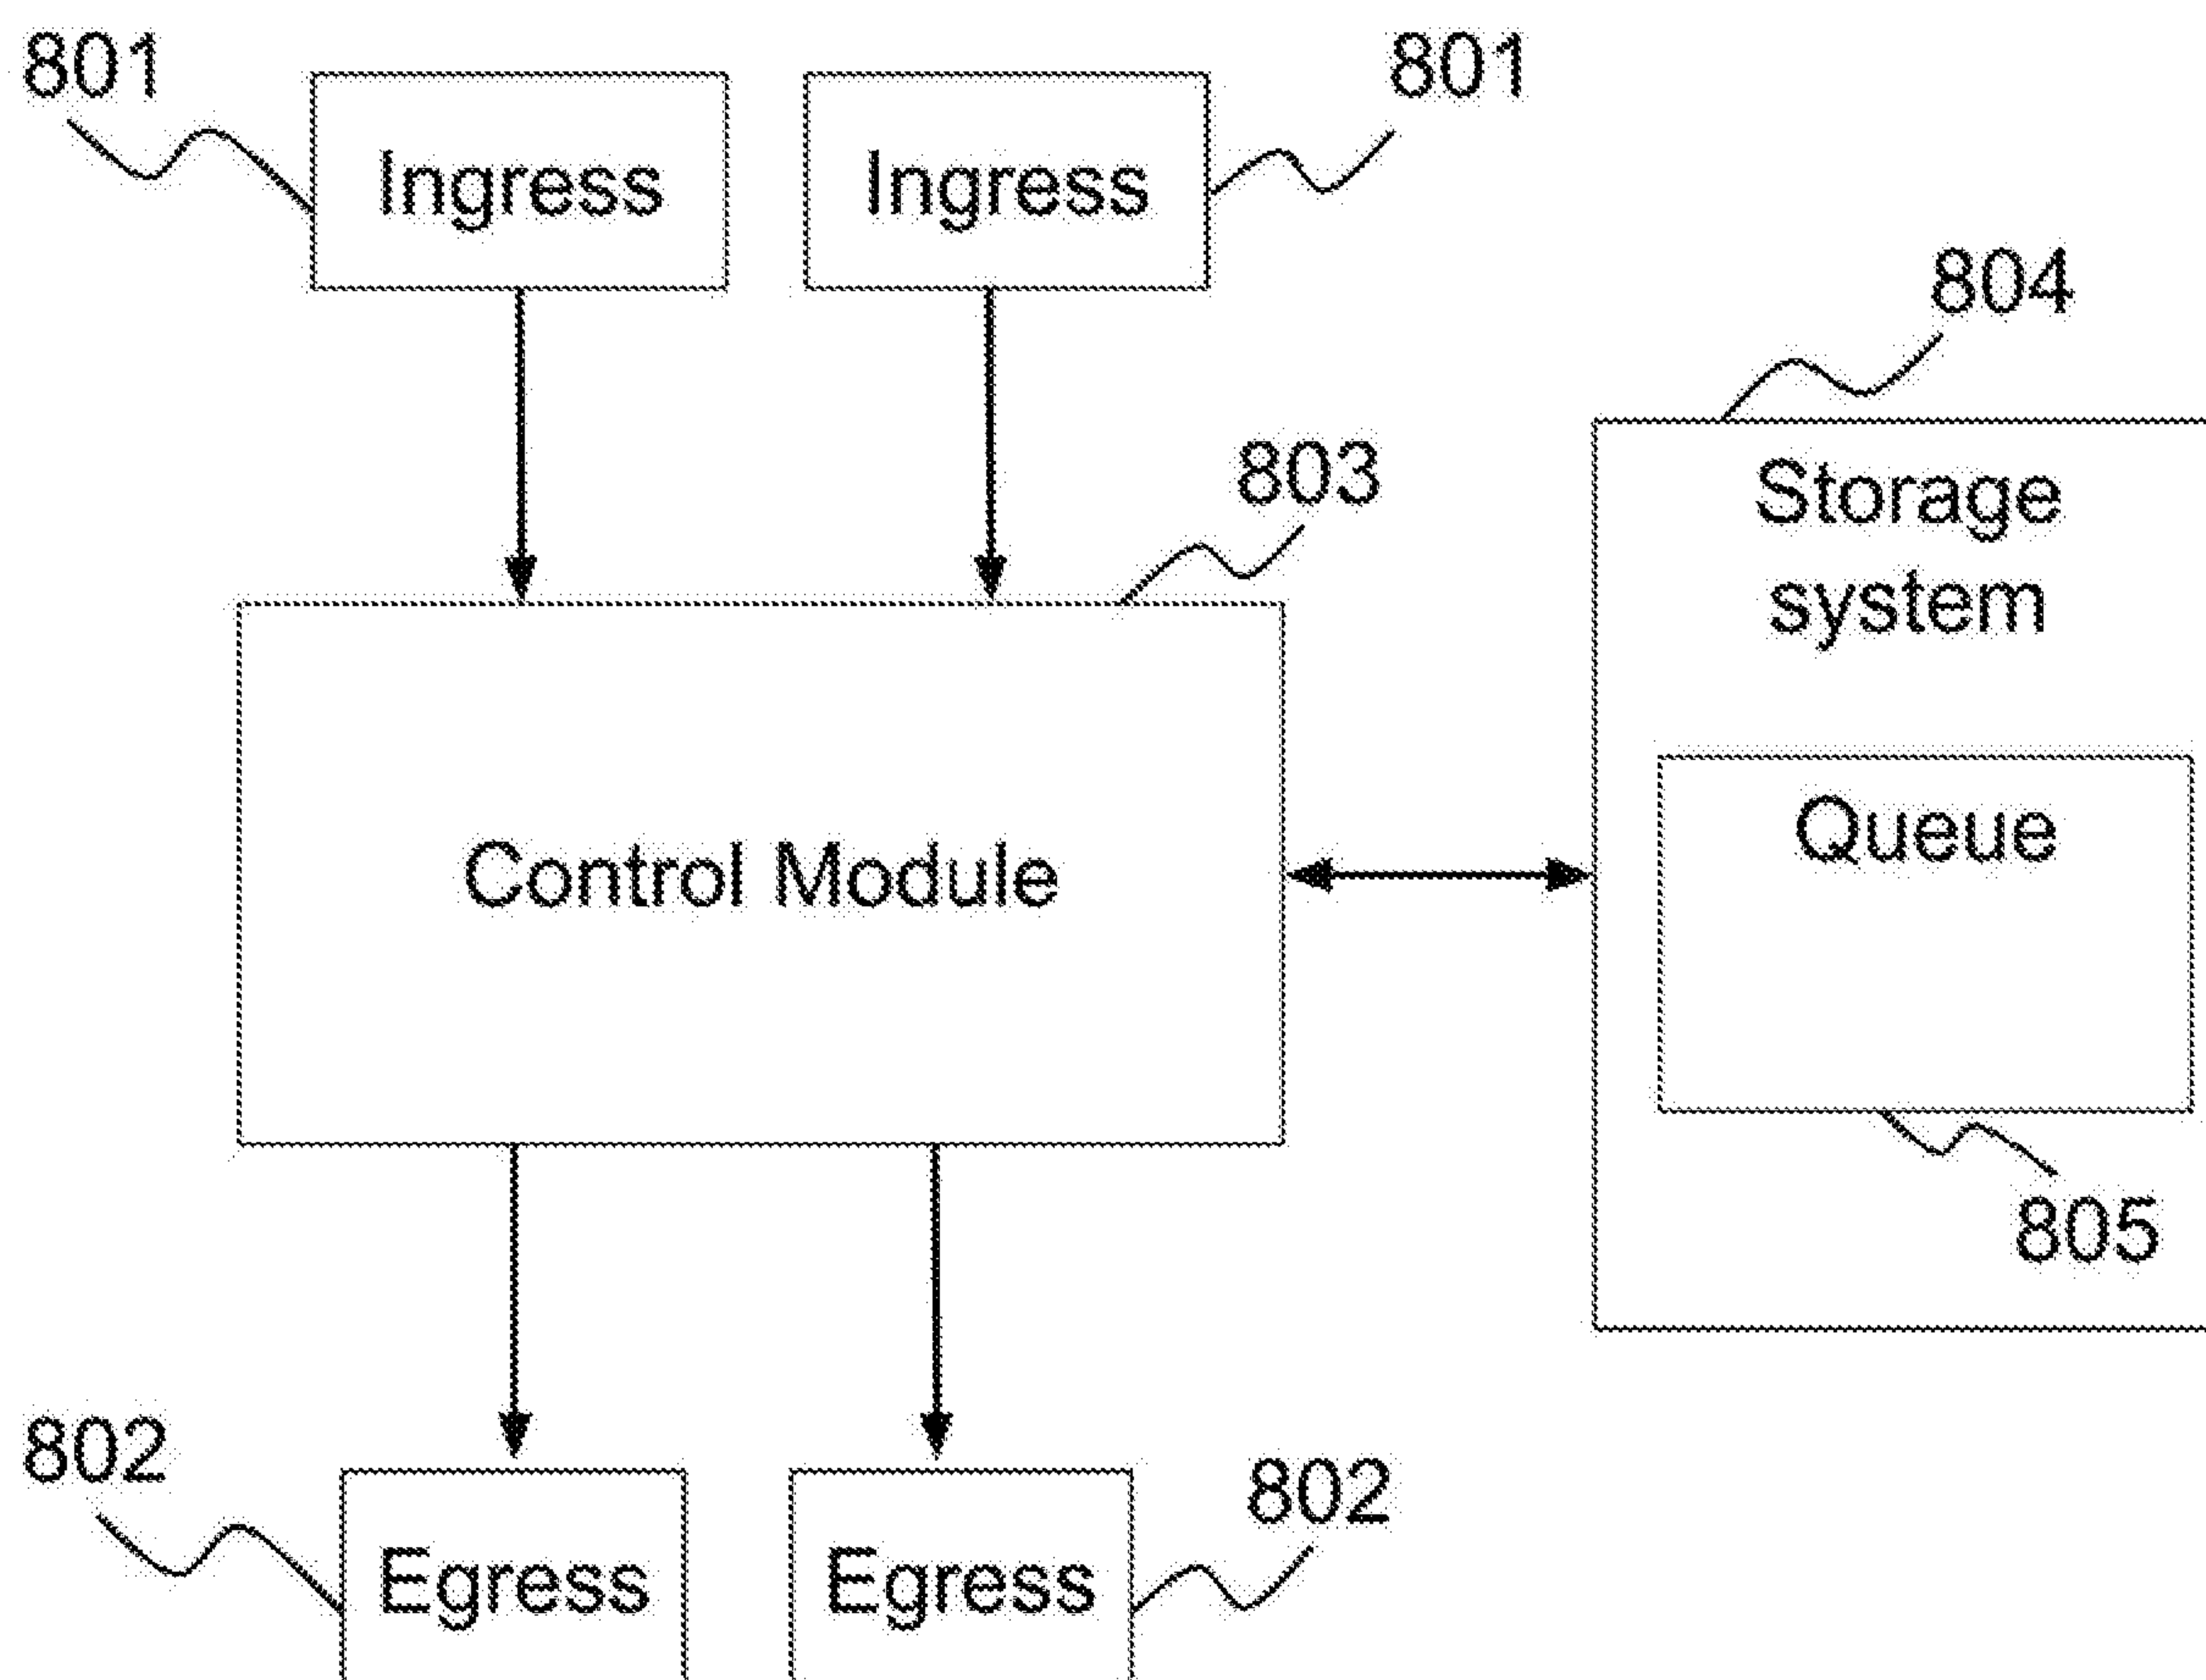 801
801
Ingress
Ingress
804
803
Storage
system
Queue
Control Module
805
802
802
Egress
Egress